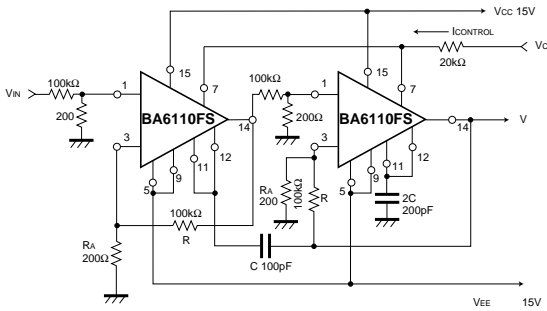 VCC 15V
ICONTROL
VC
20kΩ
VIN
100kΩ
200
1
3
15
7
BA6110FS
14
12
11
9
5
100kΩ
200Ω
1
3
15
7
BA6110FS
14
12
11
9
5
V
RA
200
100kΩ
R
2C
200pF
100kΩ
R
RA
200Ω
C 100pF
VEE 15V